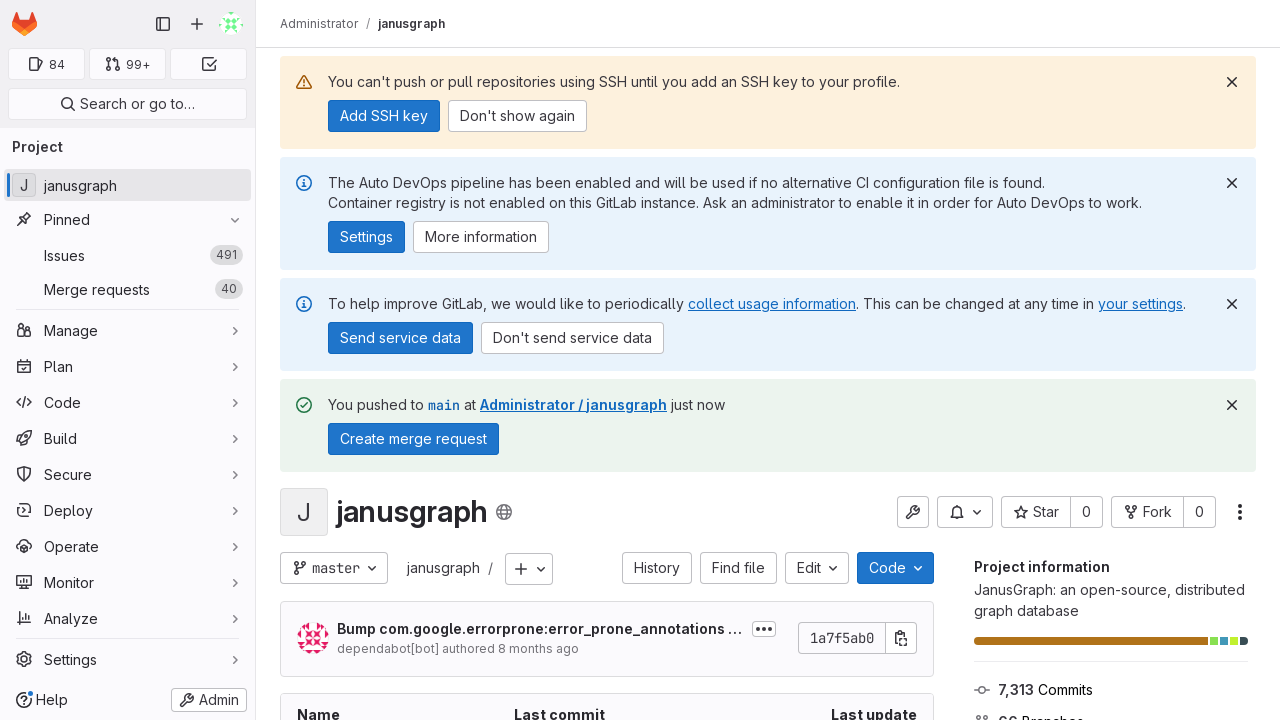 Administrator / janusgraph
84
99+
Search or go to…
Project
J janusgraph
Pinned
Issues 491
Merge requests 40
Manage
Plan
Code
Build
Secure
Deploy
Operate
Monitor
Analyze
Settings
Help
Admin
You can't push or pull repositories using SSH until you add an SSH key to your profile.
Add SSH key
Don't show again
The Auto DevOps pipeline has been enabled and will be used if no alternative CI configuration file is found.
Container registry is not enabled on this GitLab instance. Ask an administrator to enable it in order for Auto DevOps to work.
Settings
More information
To help improve GitLab, we would like to periodically collect usage information. This can be changed at any time in your settings.
Send service data
Don't send service data
You pushed to main at Administrator / janusgraph just now
Create merge request
J janusgraph
Star 0
Fork 0
master
janusgraph /
History
Find file
Edit
Code
Bump com.google.errorprone:error_prone_annotations …
dependabot[bot] authored 8 months ago
1a7f5ab0
Name Last commit Last update
Project information
JanusGraph: an open-source, distributed
graph database
7,313 Commits
66 Branches